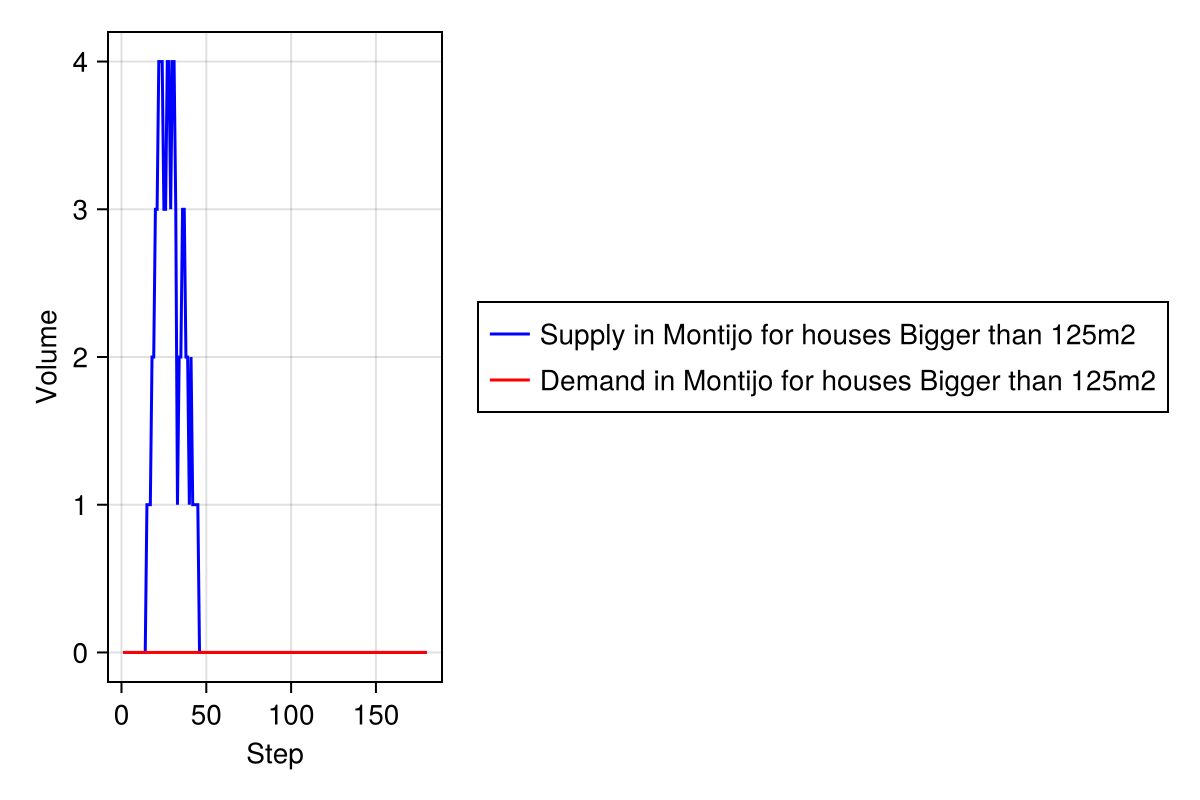 4
3
2
1
0
Volume
0 50 100 150
Step
Supply in Montijo for houses Bigger than 125m2
Demand in Montijo for houses Bigger than 125m2